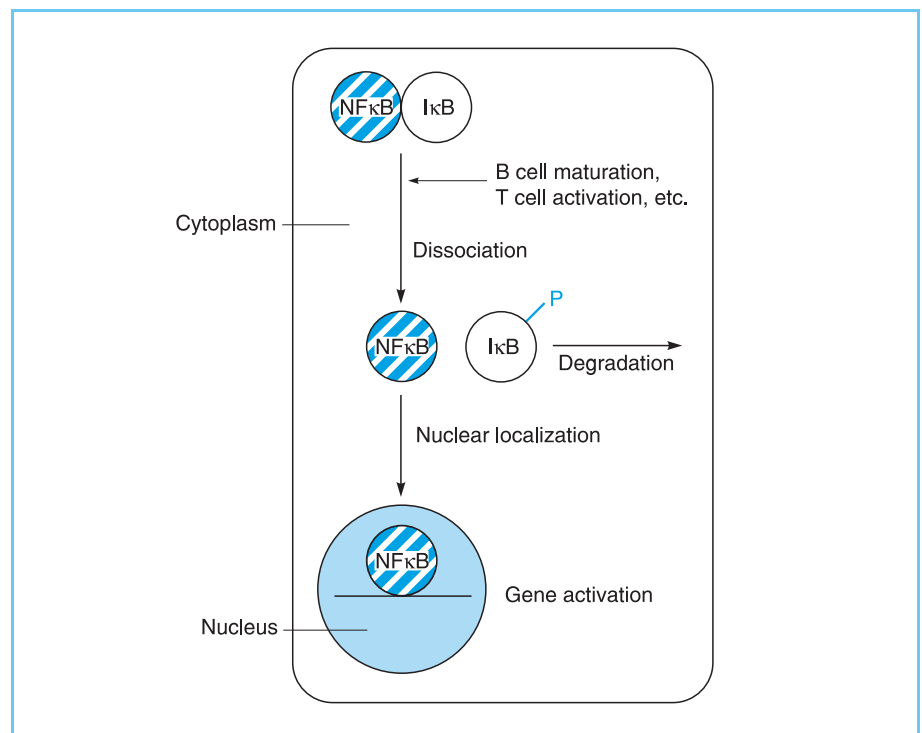 NFκB
IκB
B cell maturation,
T cell activation, etc.
Cytoplasm
Dissociation
P
NFκB
IκB
Degradation
Nuclear localization
NFκB
Gene activation
Nucleus